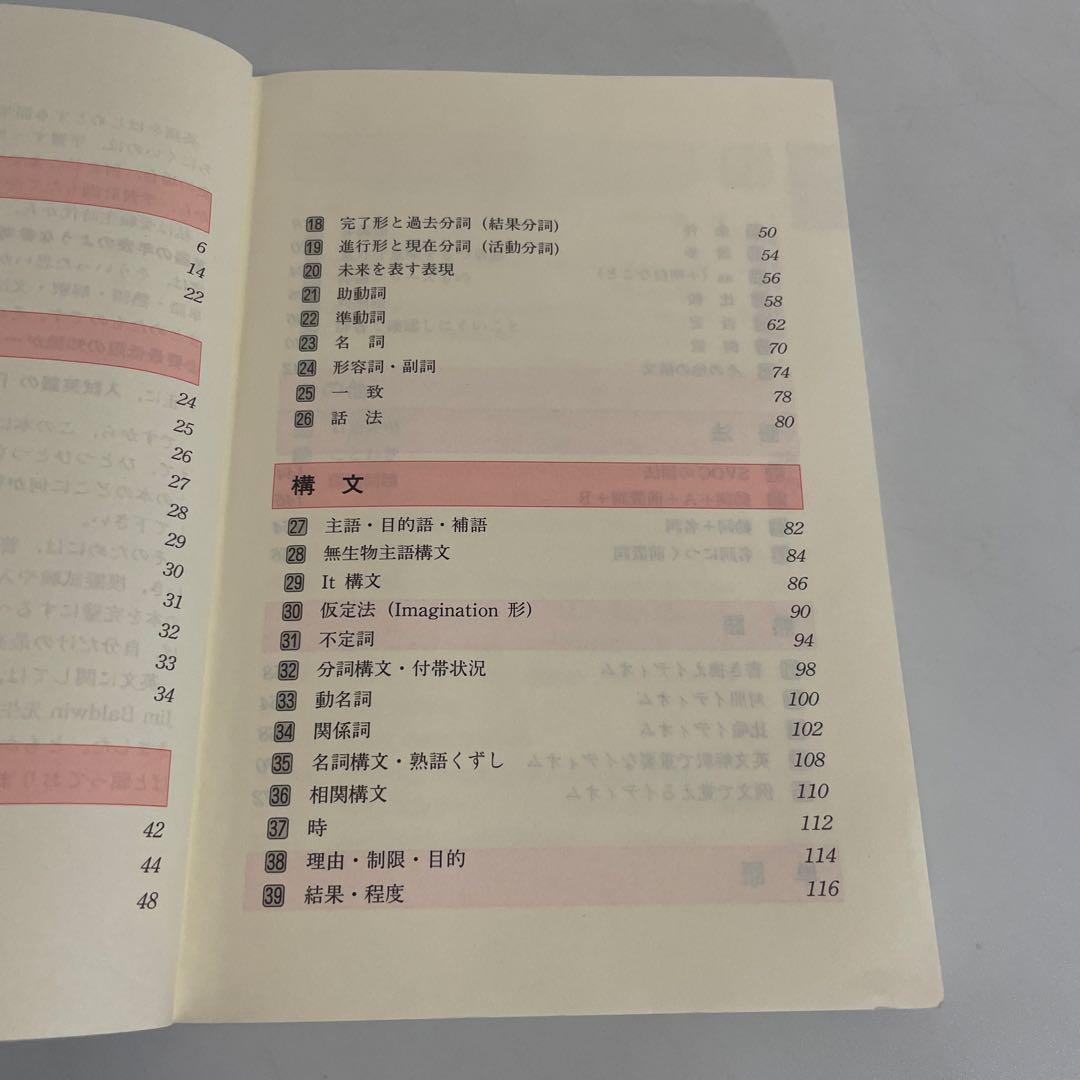 6
14
22
24
25
26
27
28
29
30
31
32
33
34
42
44
48
18 完了形と過去分詞（結果分詞） 50
19 進行形と現在分詞（活動分詞） 54
20 未来を表す表現 56
21 助動詞 58
22 準動詞 62
23 名 詞 70
24 形容詞・副詞 74
25 一 致 78
26 話 法 80
構 文
27 主語・目的語・補語 82
28 無生物主語構文 84
29 It 構文 86
30 仮定法（Imagination 形） 90
31 不定詞 94
32 分詞構文・付帯状況 98
33 動名詞 100
34 関係詞 102
35 名詞構文・熟語くずし 108
36 相関構文 110
37 時 112
38 理由・制限・目的 114
39 結果・程度 116